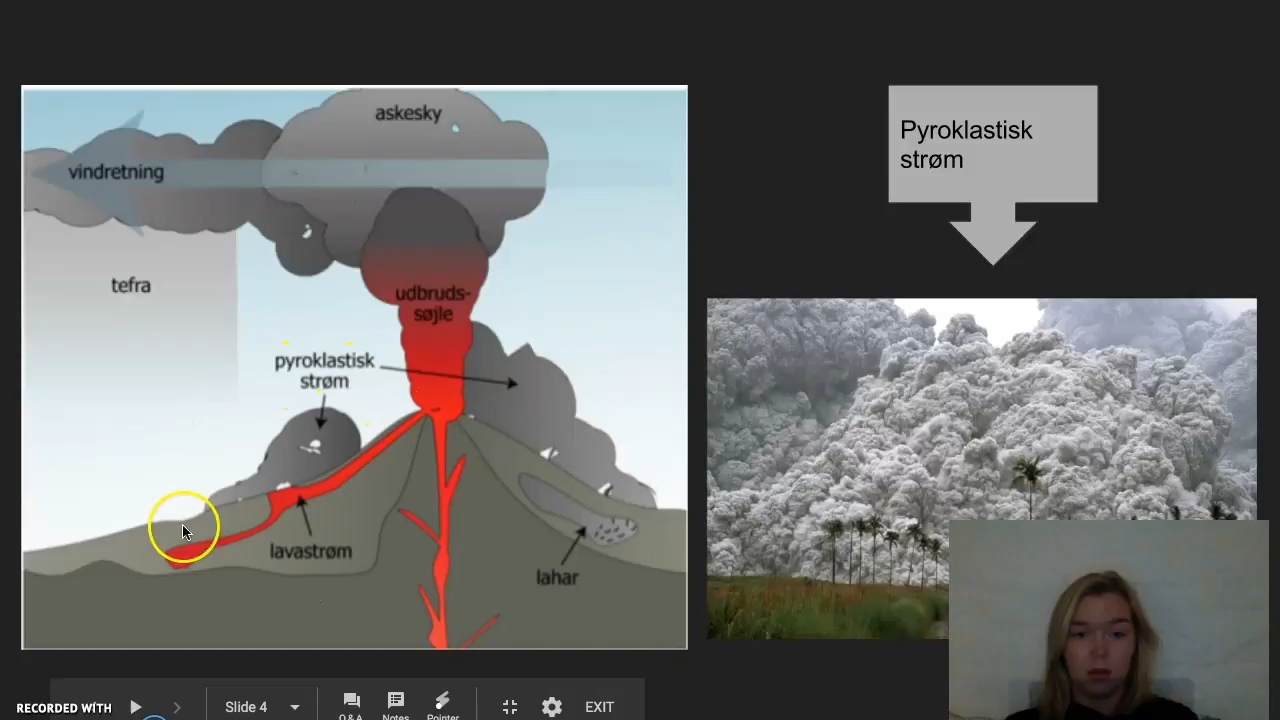 askesky
vindretning
tefra
udbruds-
søjle
pyroklastisk
strøm
lavastrøm
lahar
Pyroklastisk
strøm
RECORDED WITH
Slide 4
Q&A
Notes
Pointer
EXIT